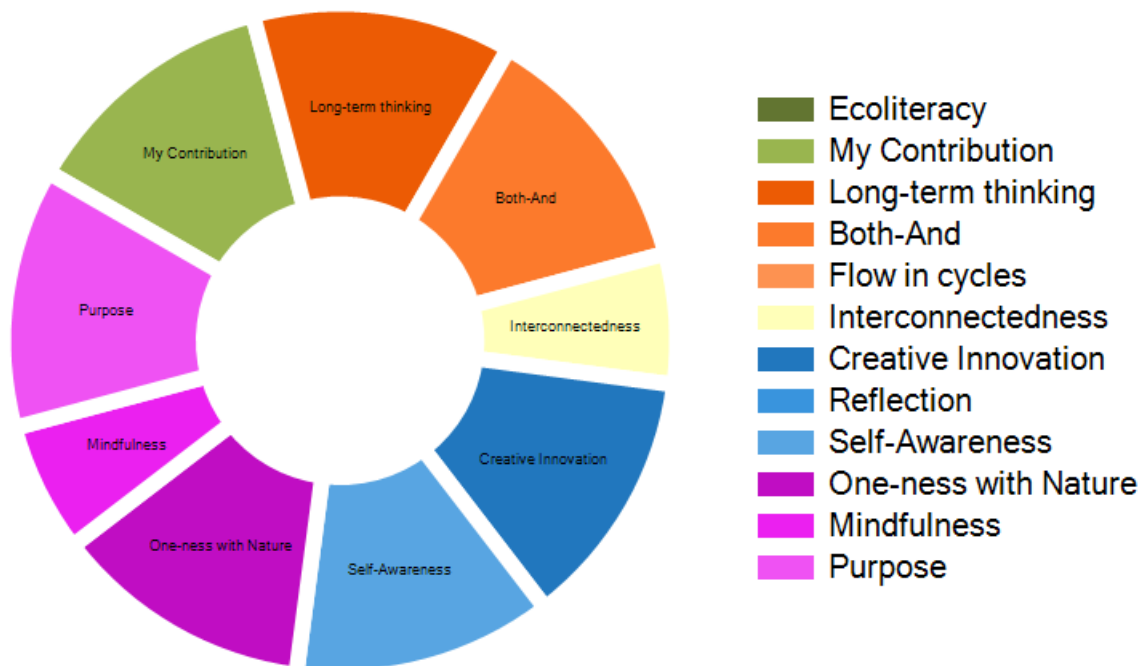 Long-term thinking
My Contribution
Both-And
Purpose
Interconnectedness
Mindfulness
Creative Innovation
One-ness with Nature
Self-Awareness
Ecoliteracy
My Contribution
Long-term thinking
Both-And
Flow in cycles
Interconnectedness
Creative Innovation
Reflection
Self-Awareness
One-ness with Nature
Mindfulness
Purpose